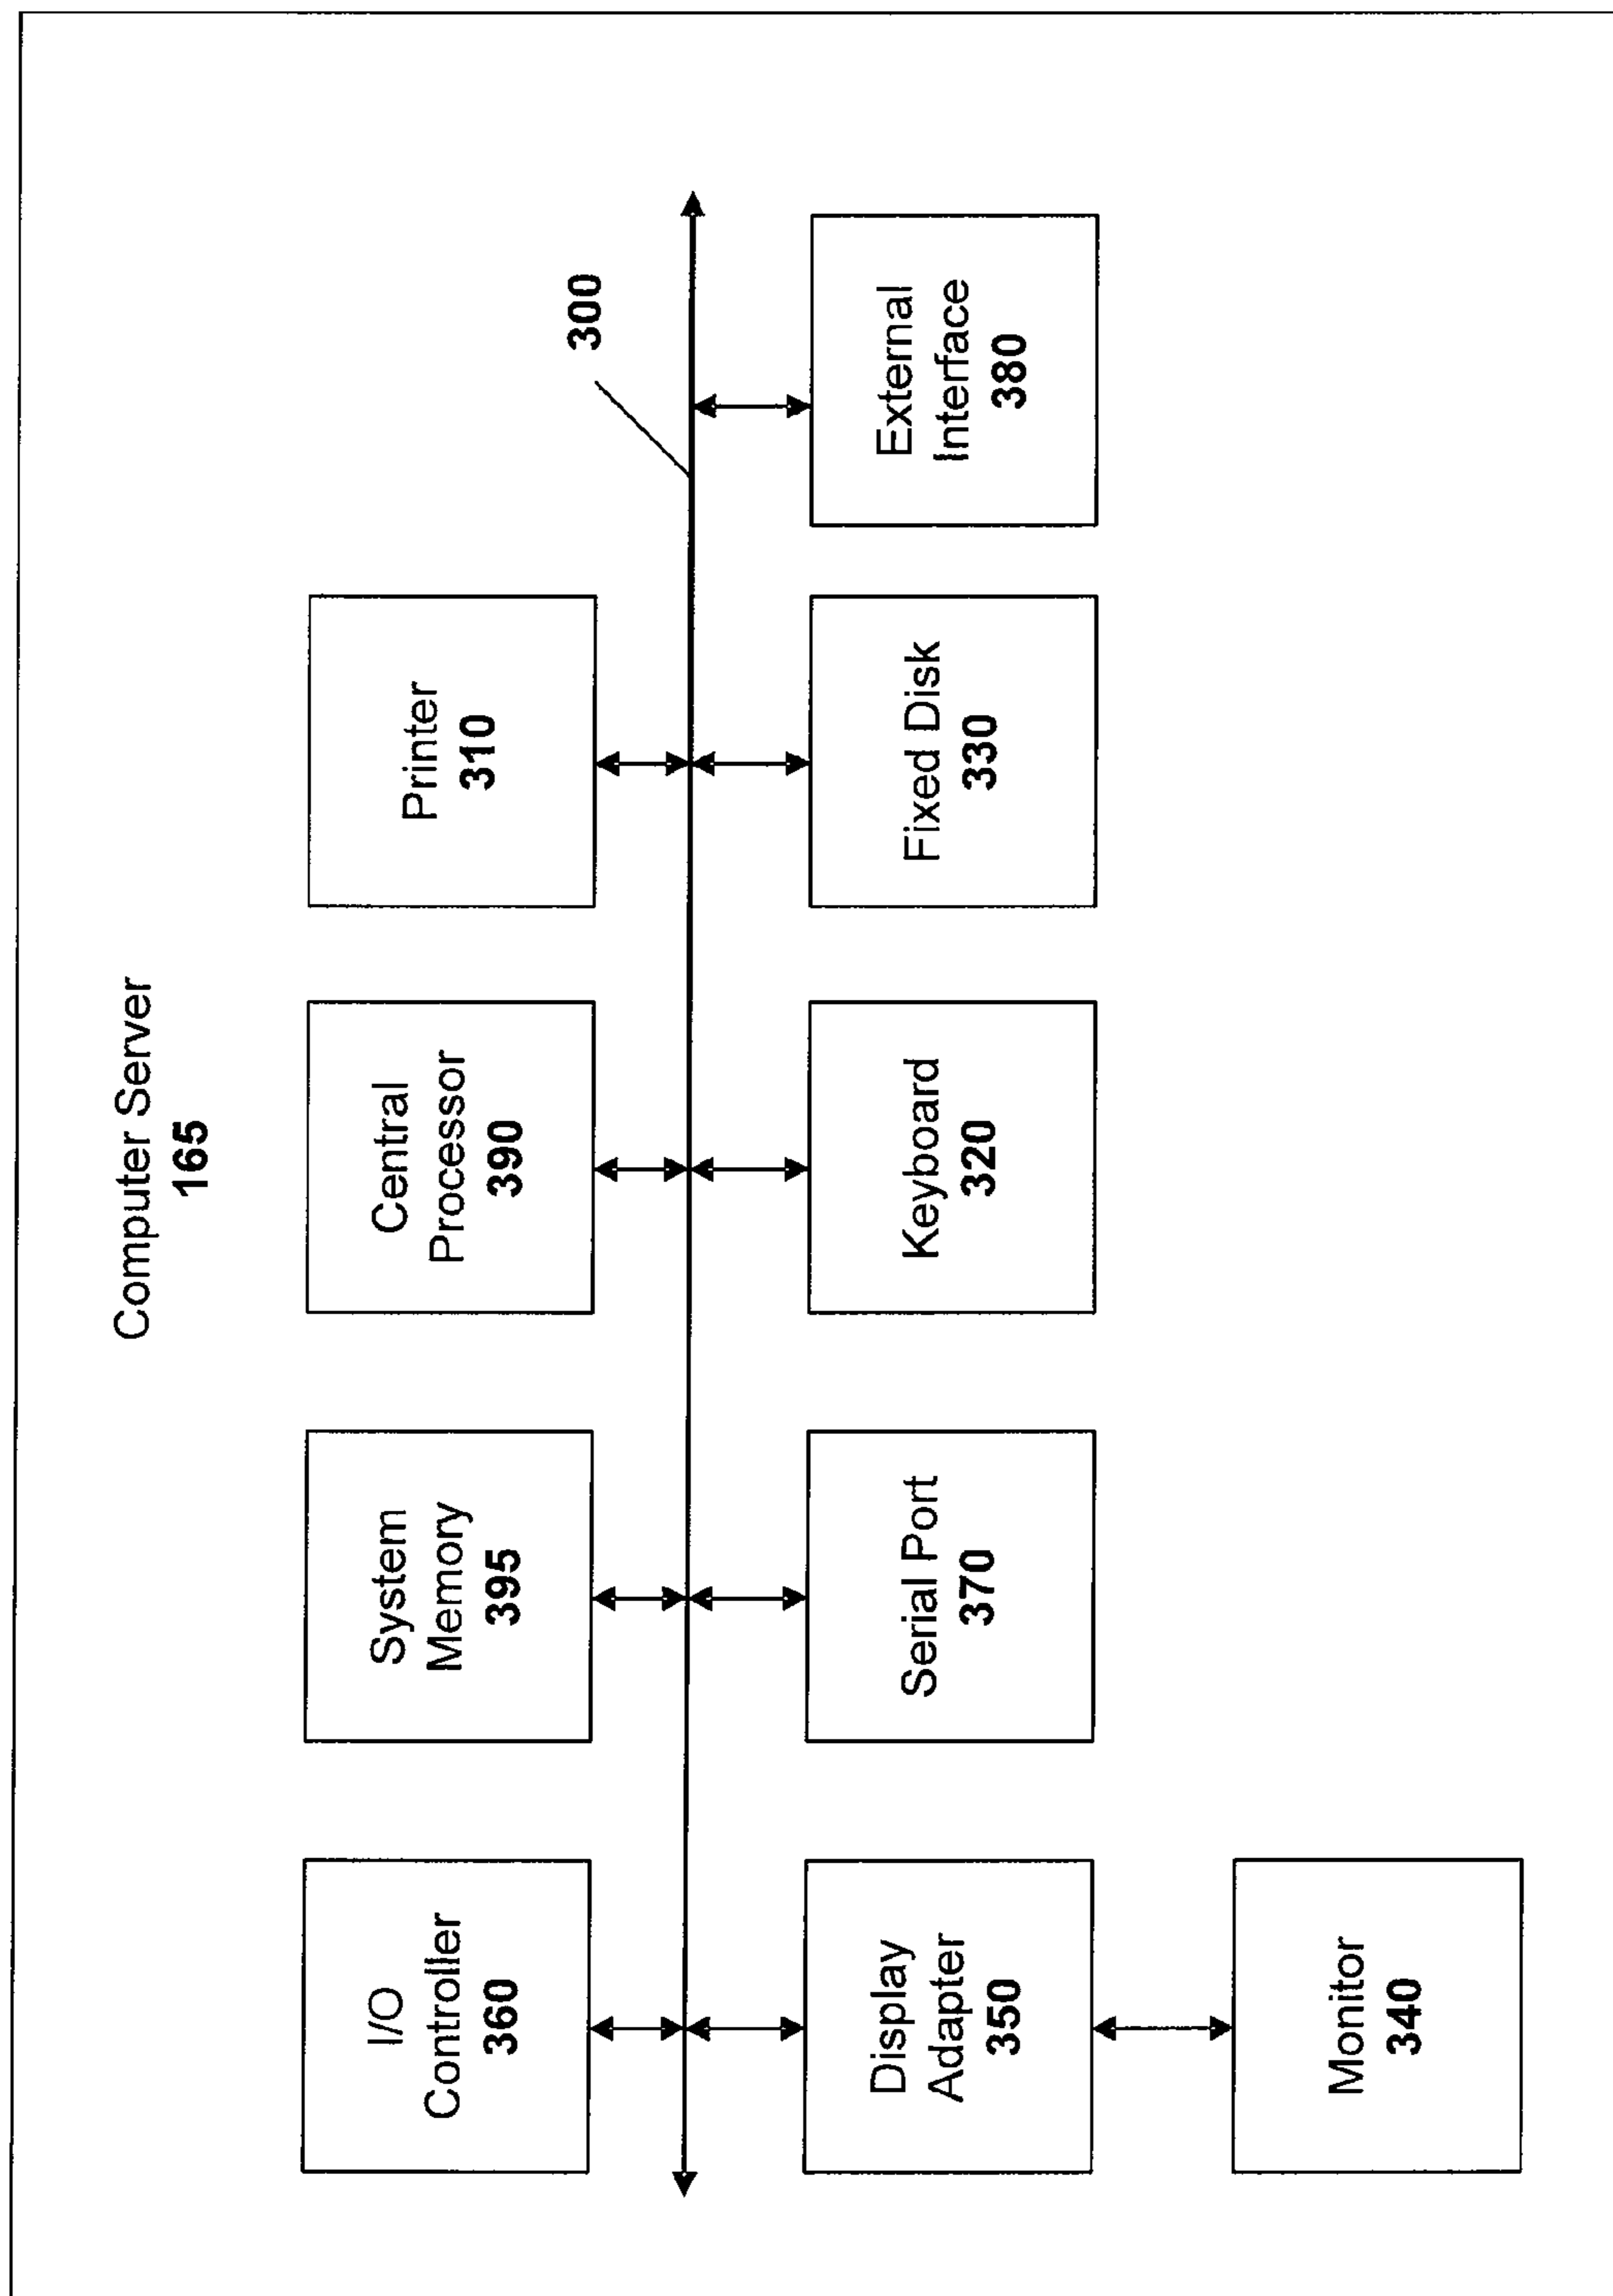 Computer Server
165
I/O
Controller
360
System
Memory
395
Central
Processor
390
Printer
310
300
Display
Adapter
350
Serial Port
370
Keyboard
320
Fixed Disk
330
External
Interface
380
Monitor
340